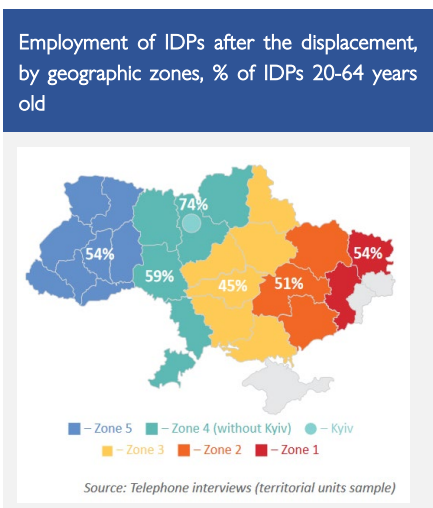 Employment of IDPs after the displacement,
by geographic zones, % of IDPs 20-64 years
old
74%
54%
54%
59%
45%
51%
– Zone 5
– Zone 4 (without Kyiv)
– Kyiv
– Zone 3
– Zone 2
– Zone 1
Source: Telephone interviews (territorial units sample)